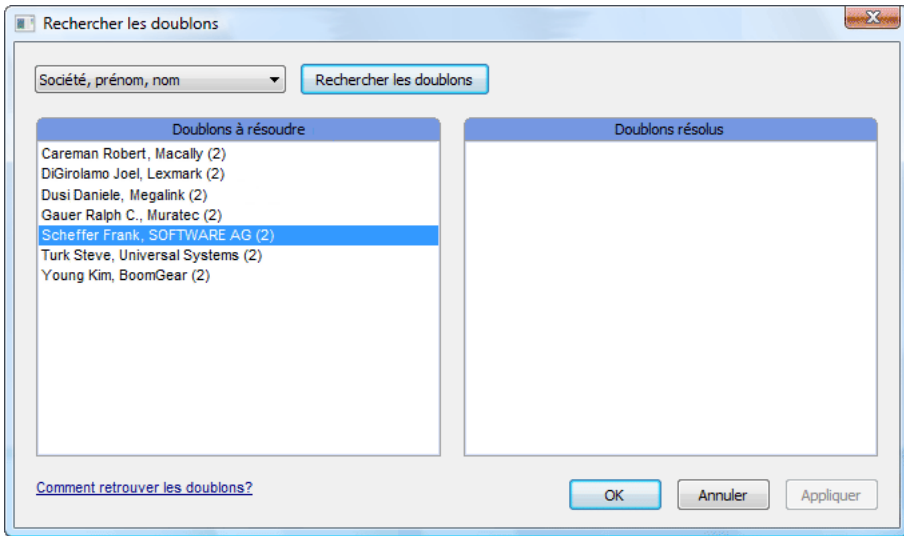 Rechercher les doublons
Société, prénom, nom
Rechercher les doublons
Doublons à résoudre
Doublons résolus
Careman Robert, Macally (2)
DiGirolamo Joel, Lexmark (2)
Dusi Daniele, Megalink (2)
Gauer Ralph C., Muratec (2)
Scheffer Frank, SOFTWARE AG (2)
Turk Steve, Universal Systems (2)
Young Kim, BoomGear (2)
Comment retrouver les doublons?
OK
Annuler
Appliquer